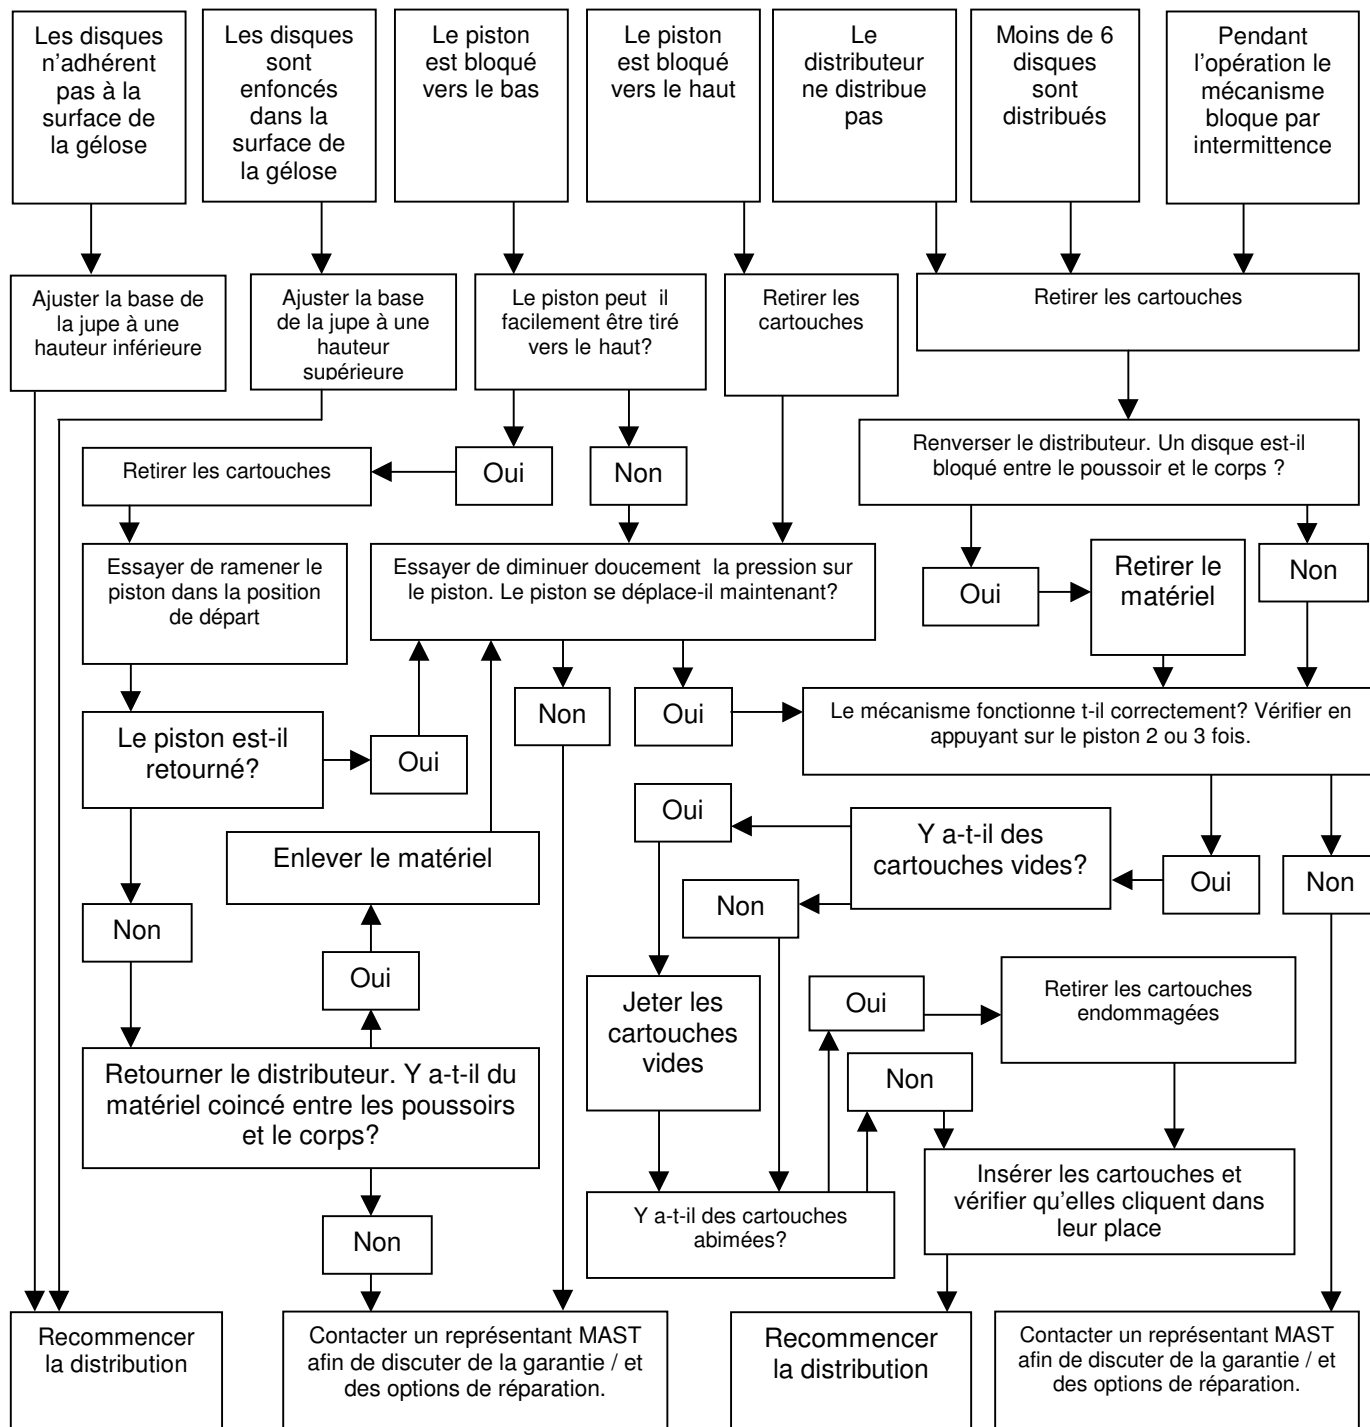 Les disques
n'adhérent
pas à la
surface de
la gélose
Les disques
sont
enfoncés
dans la
surface de
la gélose
Le piston
est bloqué
vers le bas
Le piston
est bloqué
vers le haut
Le
distributeur
ne distribue
pas
Moins de 6
disques
sont
distribués
Pendant
l'opération le
mécanisme
bloque par
intermittence
Ajuster la base de
la jupe à une
hauteur inférieure
Ajuster la base
de la jupe à une
hauteur
supérieure
Le piston peut il
facilement être tiré
vers le haut?
Retirer les
cartouches
Retirer les cartouches
Retirer les cartouches
Oui
Non
Renverser le distributeur. Un disque est-il
bloqué entre le poussoir et le corps ?
Essayer de ramener le
piston dans la position
de départ
Essayer de diminuer doucement la pression sur
le piston. Le piston se déplace-il maintenant?
Oui
Retirer le
matériel
Non
Le piston est-il
retourné?
Oui
Non
Oui
Le mécanisme fonctionne t-il correctement? Vérifier en
appuyant sur le piston 2 ou 3 fois.
Enlever le matériel
Oui
Y a-t-il des
cartouches vides?
Oui
Non
Non
Non
Oui
Jeter les
cartouches
vides
Oui
Retirer les cartouches
endommagées
Retourner le distributeur. Y a-t-il du
matériel coincé entre les poussoirs
et le corps?
Non
Non
Y a-t-il des cartouches
abimées?
Insérer les cartouches et
vérifier qu'elles cliquent dans
leur place
Recommencer
la distribution
Contacter un représentant MAST
afin de discuter de la garantie / et
des options de réparation.
Recommencer
la distribution
Contacter un représentant MAST
afin de discuter de la garantie / et
des options de réparation.